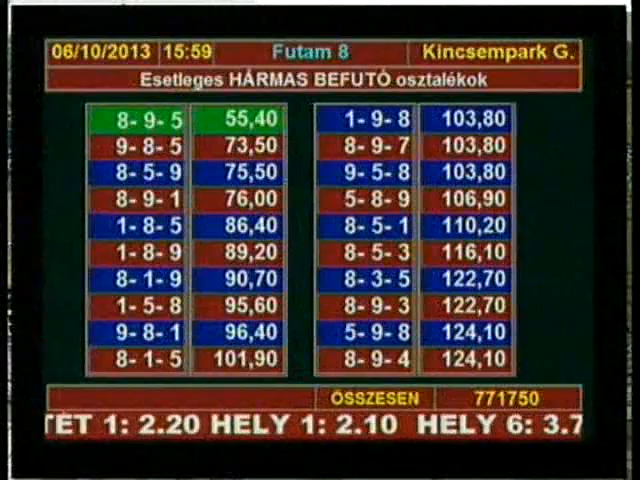 06/10/2013 15:59 Futam 8 Kincsempark G.
Esetleges HÁRMAS BEFUTÓ osztalékok
8- 9- 5 55,40 1- 9- 8 103,80
9- 8- 5 73,50 8- 9- 7 103,80
8- 5- 9 75,50 9- 5- 8 103,80
8- 9- 1 76,00 5- 8- 9 106,90
1- 8- 5 86,40 8- 5- 1 110,20
1- 8- 9 89,20 8- 5- 3 116,10
8- 1- 9 90,70 8- 3- 5 122,70
1- 5- 8 95,60 8- 9- 3 122,70
9- 8- 1 96,40 5- 9- 8 124,10
8- 1- 5 101,90 8- 9- 4 124,10
ÖSSZESEN 771750
TÉT 1: 2.20 HELY 1: 2.10 HELY 6: 3.7